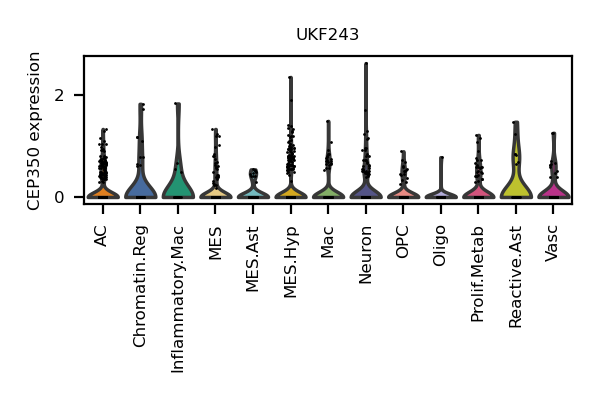 UKF243
CEP350 expression
2
0
AC
Chromatin.Reg
Inflammatory.Mac
MES
MES.Ast
MES.Hyp
Mac
Neuron
OPC
Oligo
Prolif.Metab
Reactive.Ast
Vasc